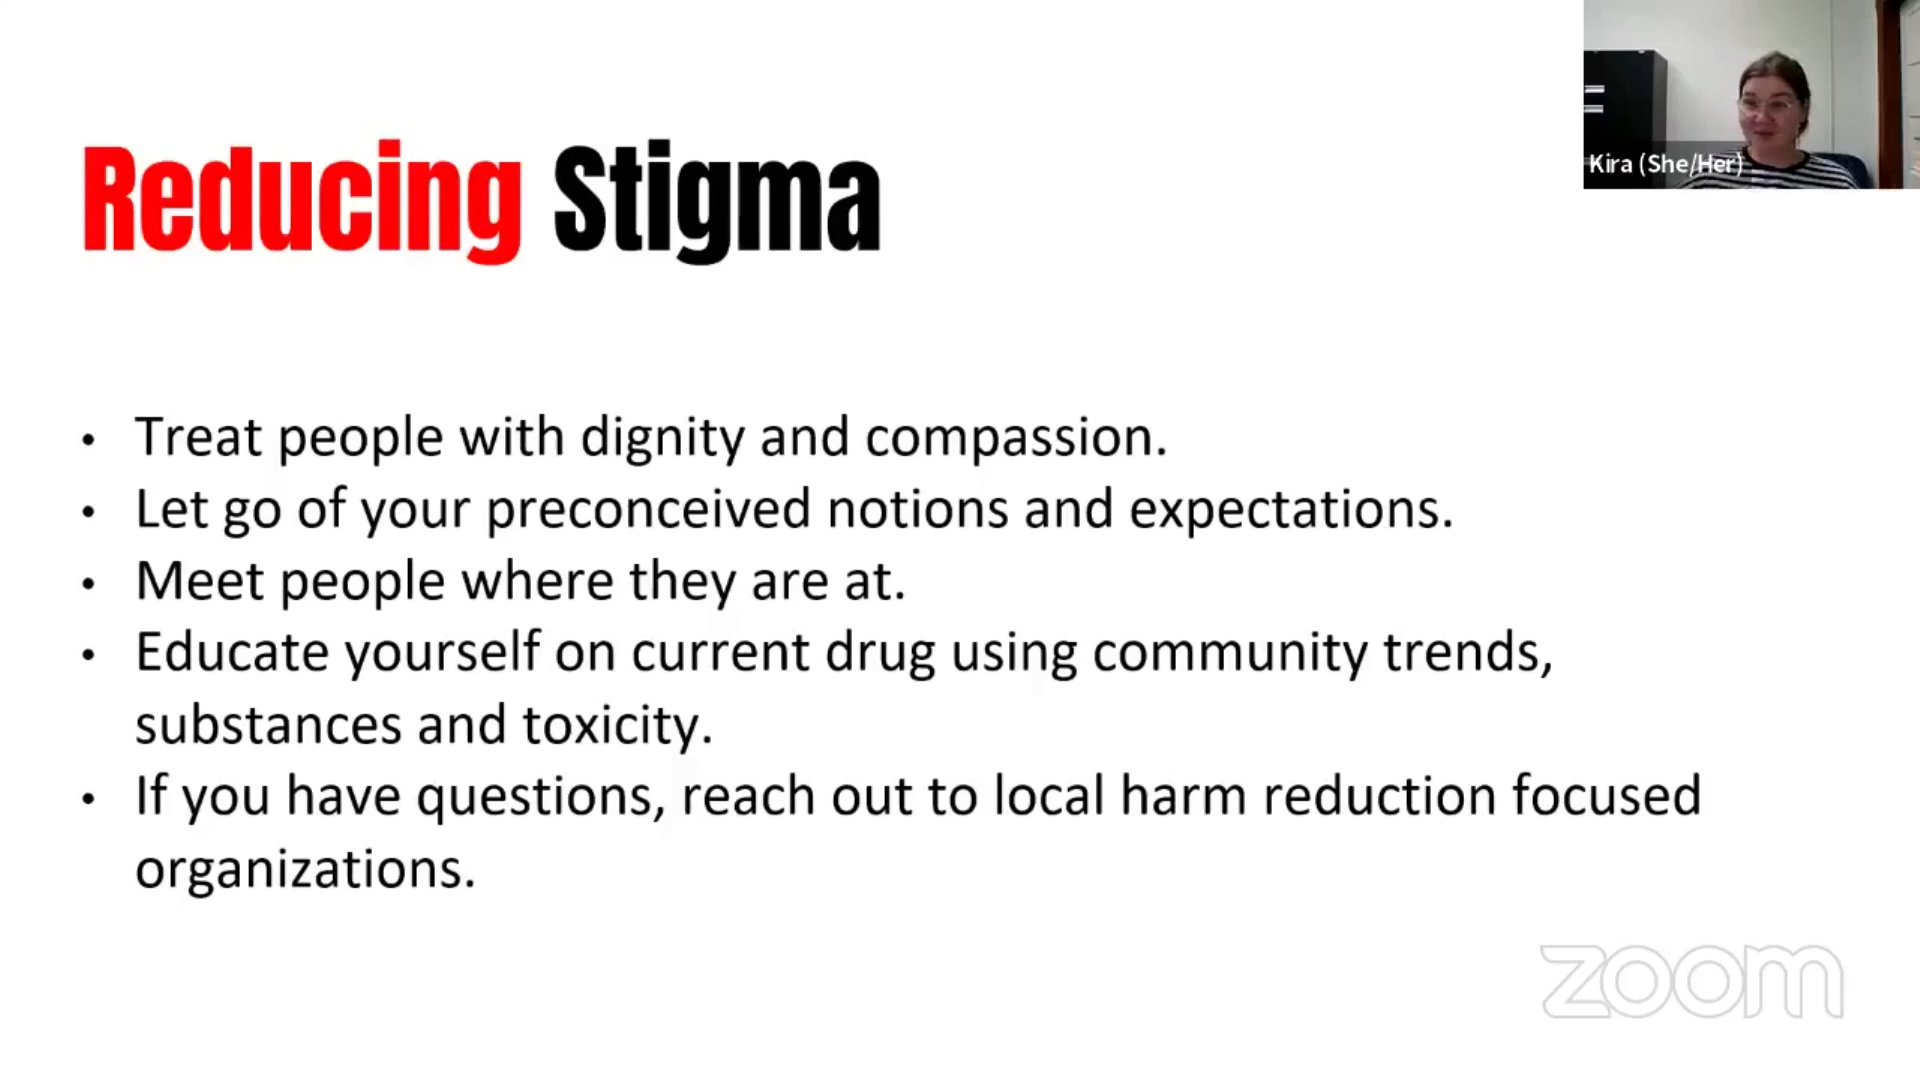 Kira (She/Her)
Reducing Stigma
• Treat people with dignity and compassion.
• Let go of your preconceived notions and expectations.
• Meet people where they are at.
• Educate yourself on current drug using community trends,
substances and toxicity.
• If you have questions, reach out to local harm reduction focused
organizations.
zoom